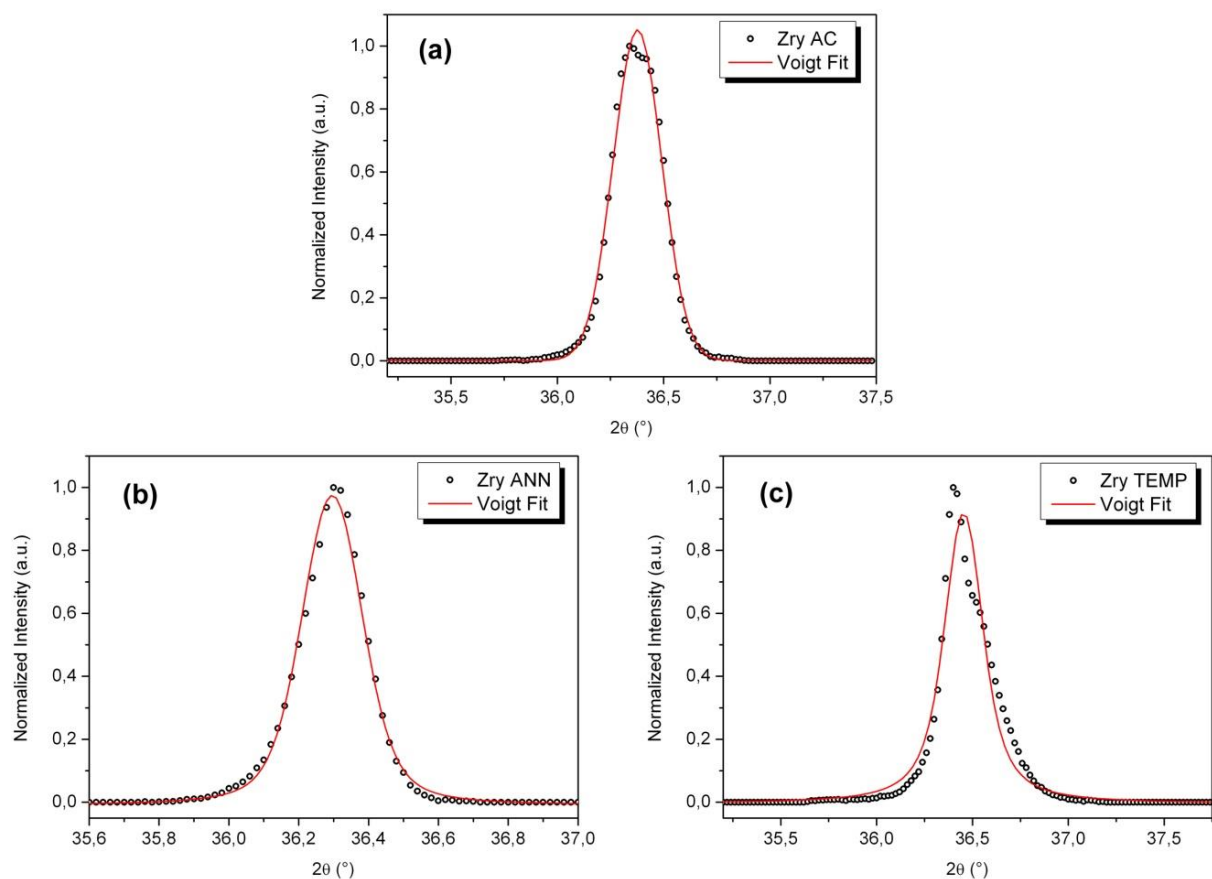 (a)
Zry AC
Voigt Fit
Normalized Intensity (a.u.)
1,0
0,8
0,6
0,4
0,2
0,0
35,5 36,0 36,5 37,0 37,5
2θ (°)
(b)
Zry ANN
Voigt Fit
Normalized Intensity (a.u.)
1,0
0,8
0,6
0,4
0,2
0,0
35,6 35,8 36,0 36,2 36,4 36,6 36,8 37,0
2θ (°)
(c)
Zry TEMP
Voigt Fit
Normalized Intensity (a.u.)
1,0
0,8
0,6
0,4
0,2
0,0
35,5 36,0 36,5 37,0 37,5
2θ (°)